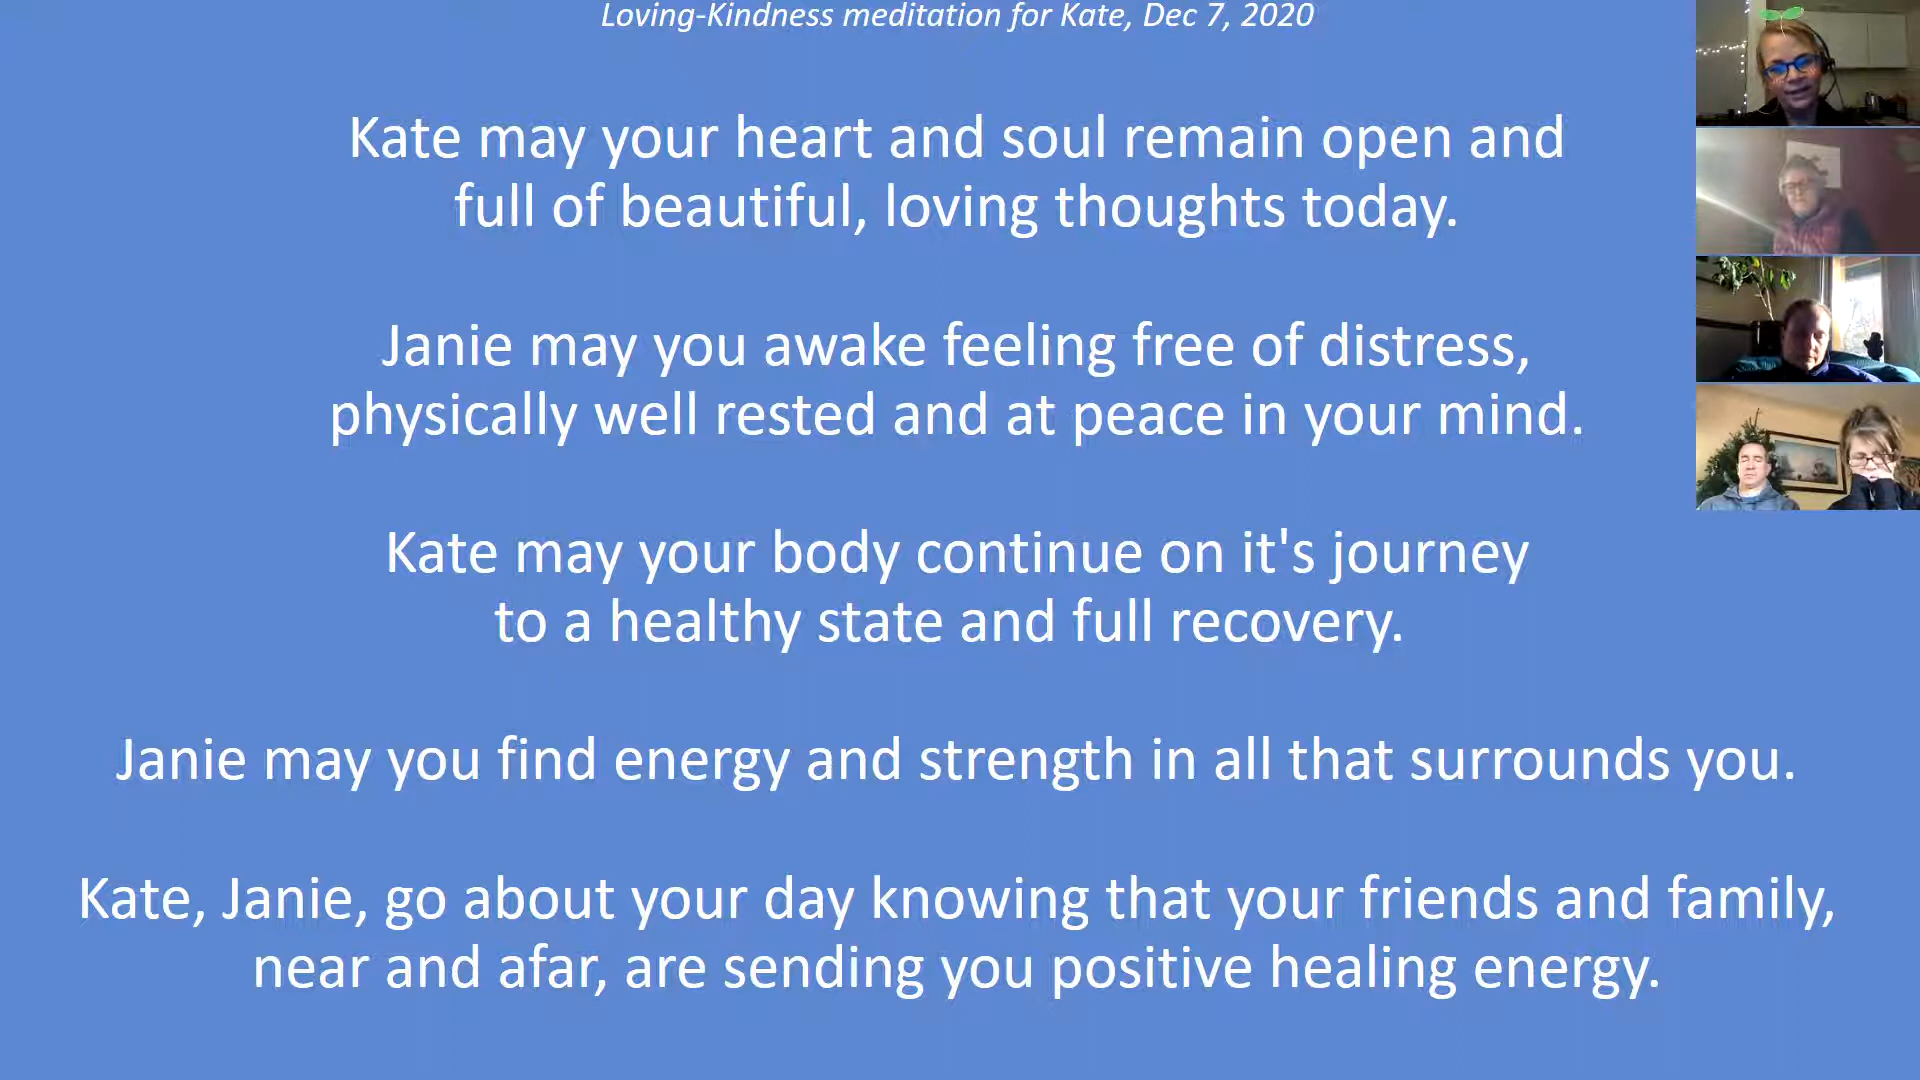 Loving-Kindness meditation for Kate, Dec 7, 2020
Kate may your heart and soul remain open and
full of beautiful, loving thoughts today.
Janie may you awake feeling free of distress,
physically well rested and at peace in your mind.
Kate may your body continue on it's journey
to a healthy state and full recovery.
Janie may you find energy and strength in all that surrounds you.
Kate, Janie, go about your day knowing that your friends and family,
near and afar, are sending you positive healing energy.